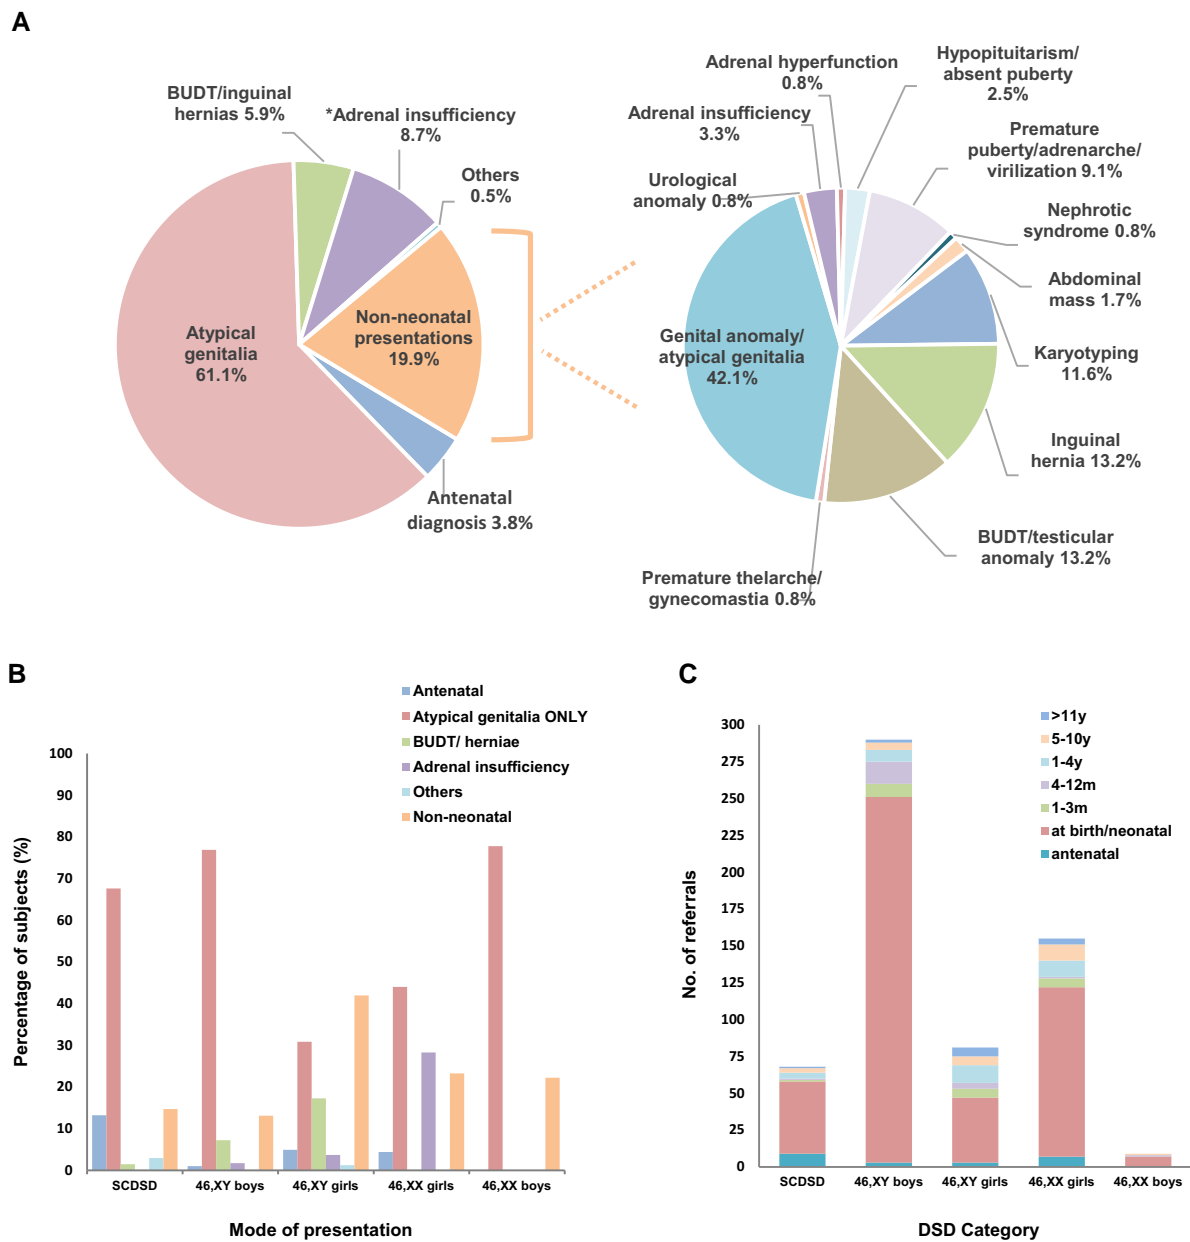 A
BUDT/inguinal
hernias 5.9%
*Adrenal insufficiency
8.7%
Others
0.5%
Atypical
genitalia
61.1%
Non-neonatal
presentations
19.9%
Antenatal
diagnosis 3.8%
Adrenal hyperfunction
0.8%
Hypopituitarism/
absent puberty
2.5%
Adrenal insufficiency
3.3%
Premature
puberty/adrenarche/
virilization 9.1%
Urological
anomaly 0.8%
Nephrotic
syndrome 0.8%
Abdominal
mass 1.7%
Genital anomaly/
atypical genitalia
42.1%
Karyotyping
11.6%
Inguinal
hernia 13.2%
BUDT/testicular
anomaly 13.2%
Premature thelarche/
gynecomastia 0.8%
B
Antenatal
Atypical genitalia ONLY
BUDT/ herniae
Adrenal insufficiency
Others
Non-neonatal
Percentage of subjects (%)
100
90
80
70
60
50
40
30
20
10
0
SCDSD
46,XY boys
46,XY girls
46,XX girls
46,XX boys
Mode of presentation
C
>11y
5-10y
1-4y
4-12m
1-3m
at birth/neonatal
antenatal
No. of referrals
300
275
250
225
200
175
150
125
100
75
50
25
0
SCDSD
46,XY boys
46,XY girls
46,XX girls
46,XX boys
DSD Category